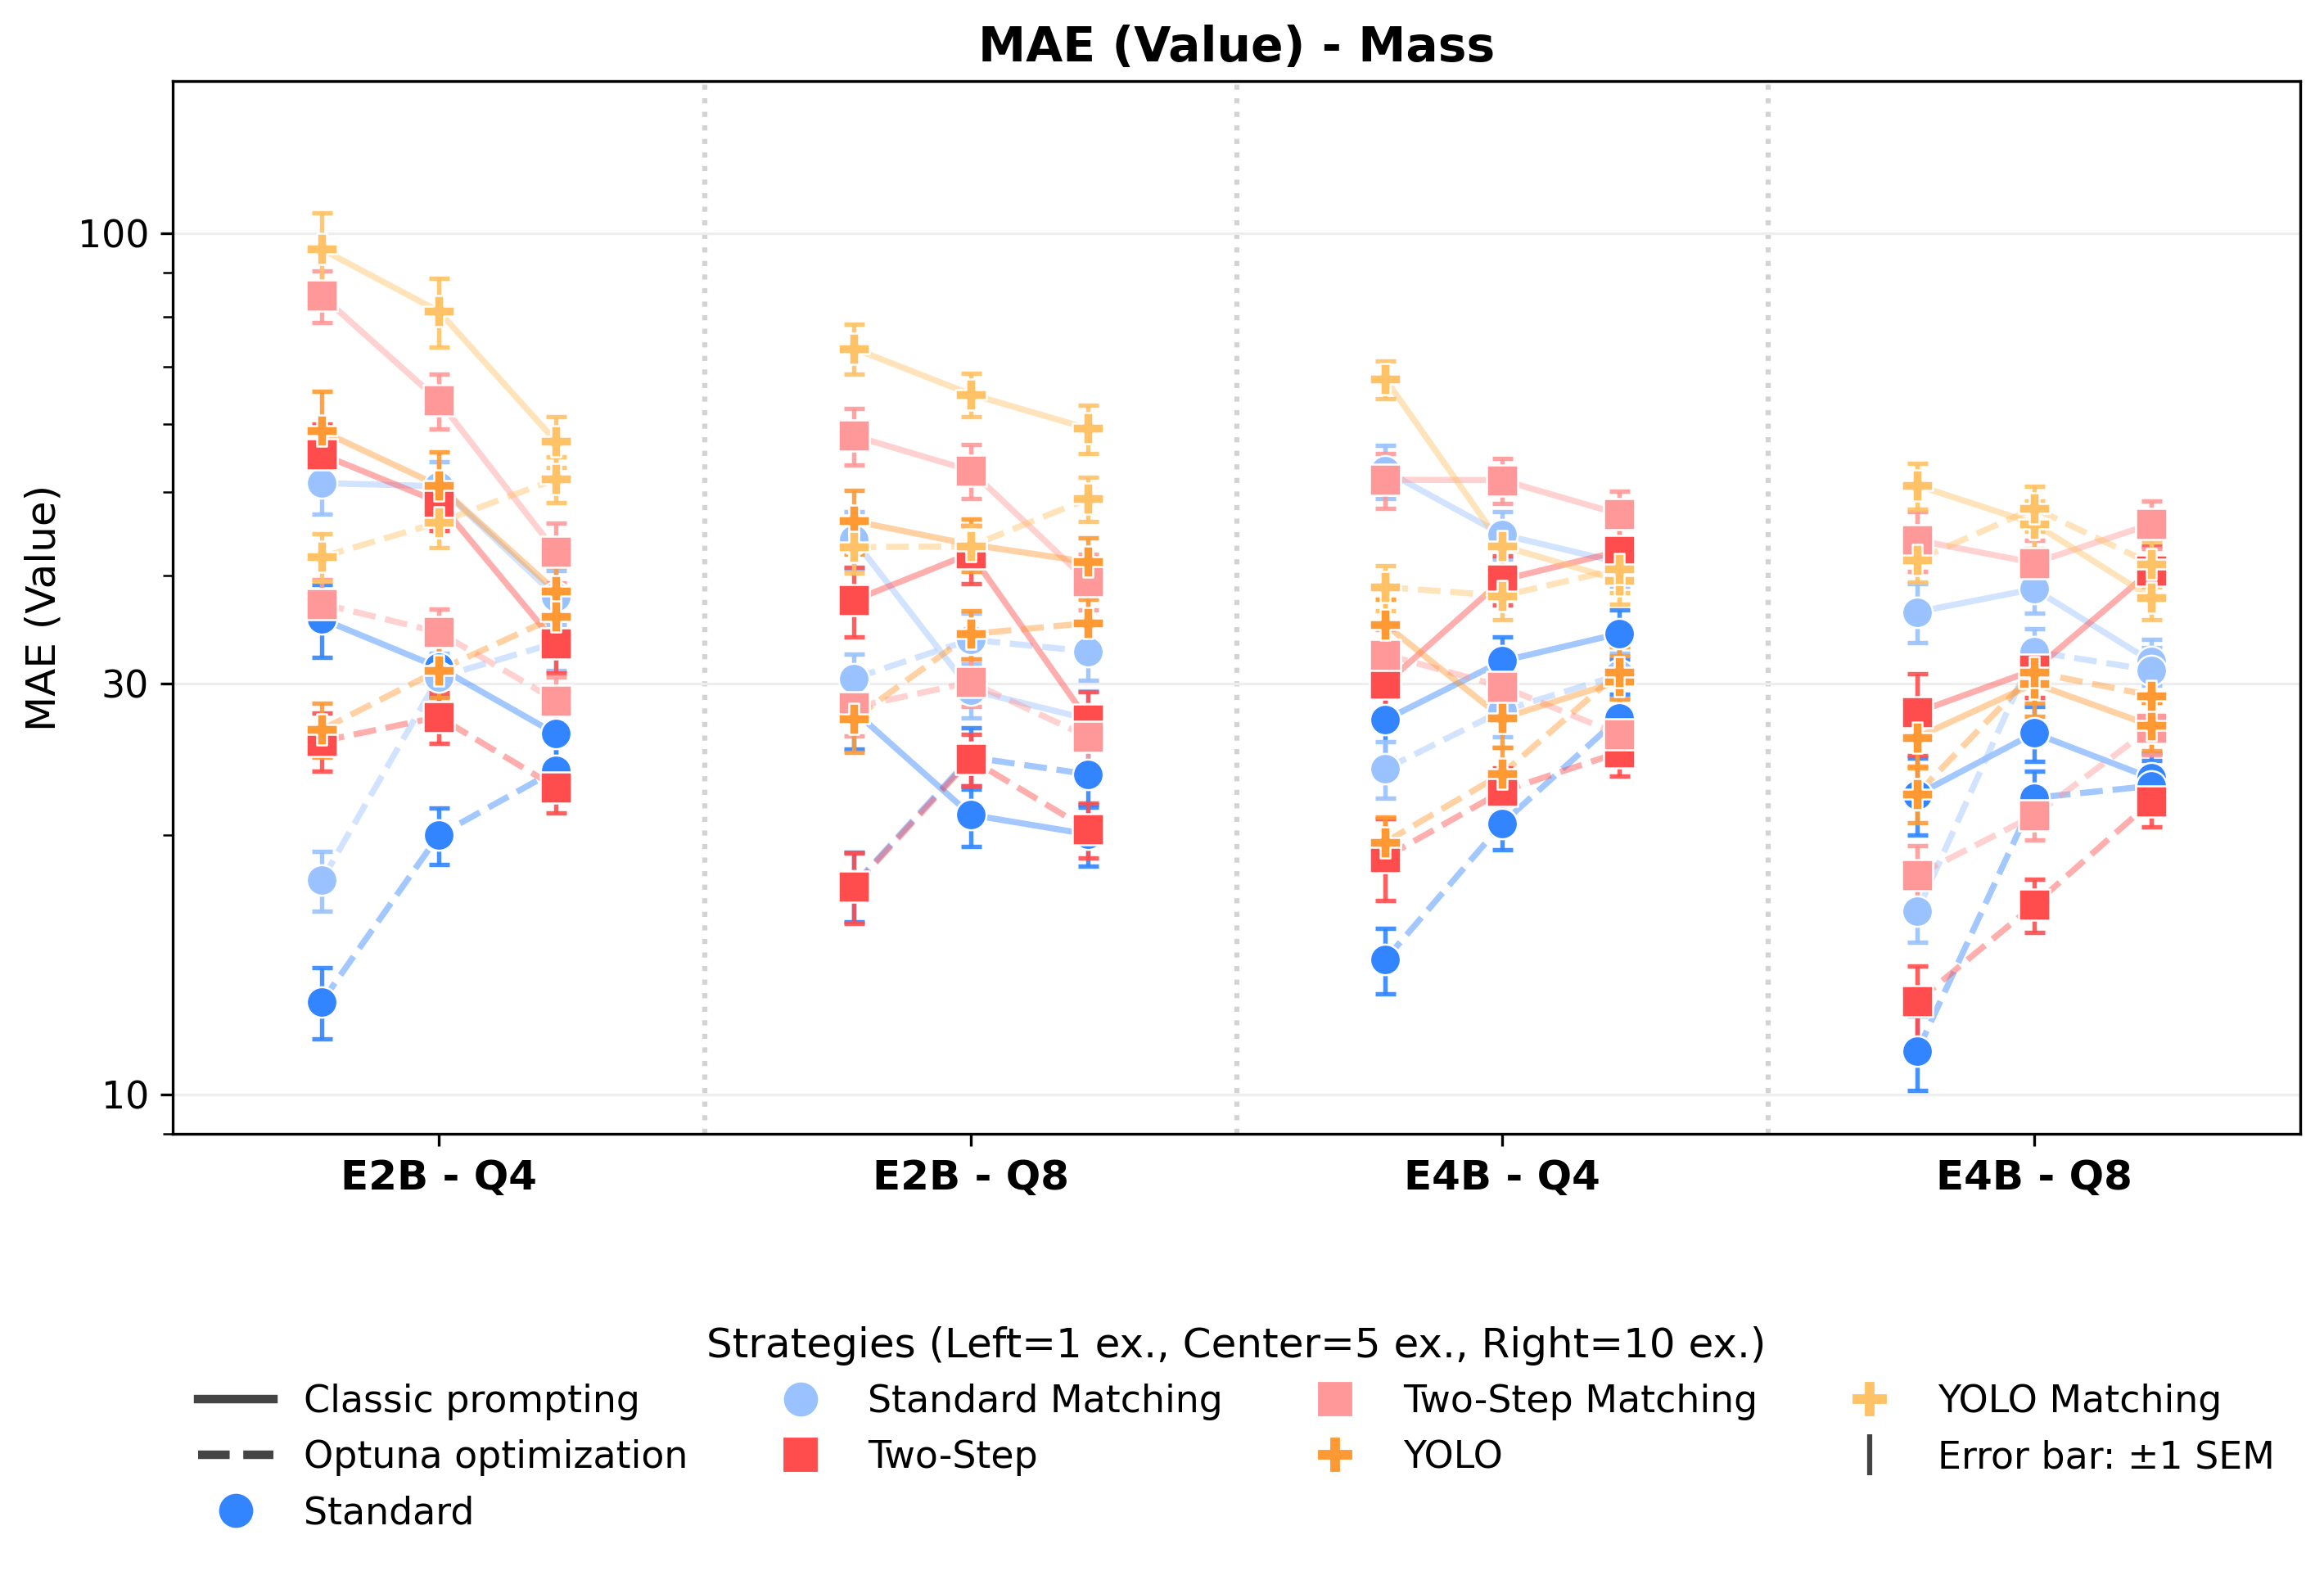 MAE (Value) - Mass
MAE (Value)
100
30
10
E2B - Q4
E2B - Q8
E4B - Q4
E4B - Q8
Strategies (Left=1 ex., Center=5 ex., Right=10 ex.)
Classic prompting
Standard Matching
Two-Step Matching
YOLO Matching
Optuna optimization
Two-Step
YOLO
Error bar: ±1 SEM
Standard